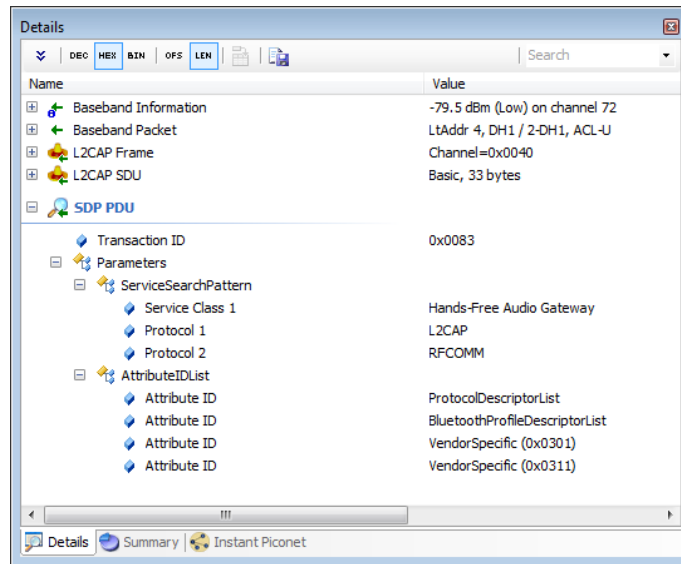 Details
DEC HEX BIN OFS LEN Search
Name Value
Baseband Information -79.5 dBm (Low) on channel 72
Baseband Packet LtAddr 4, DH1 / 2-DH1, ACL-U
L2CAP Frame Channel=0x0040
L2CAP SDU Basic, 33 bytes
SDP PDU
Transaction ID 0x0083
Parameters
ServiceSearchPattern
Service Class 1 Hands-Free Audio Gateway
Protocol 1 L2CAP
Protocol 2 RFCOMM
AttributeIDList
Attribute ID ProtocolDescriptorList
Attribute ID BluetoothProfileDescriptorList
Attribute ID VendorSpecific (0x0301)
Attribute ID VendorSpecific (0x0311)
Details Summary Instant Piconet